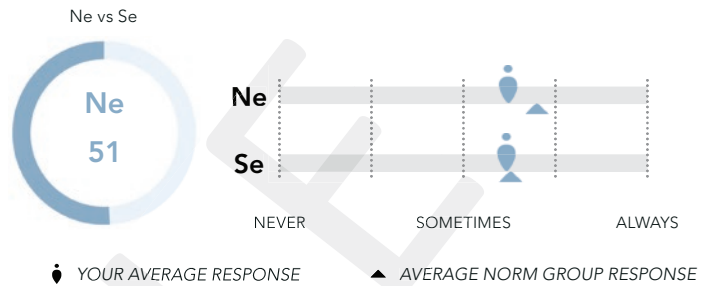 Ne vs Se
Ne
51
Ne
Se
NEVER SOMETIMES ALWAYS
YOUR AVERAGE RESPONSE AVERAGE NORM GROUP RESPONSE